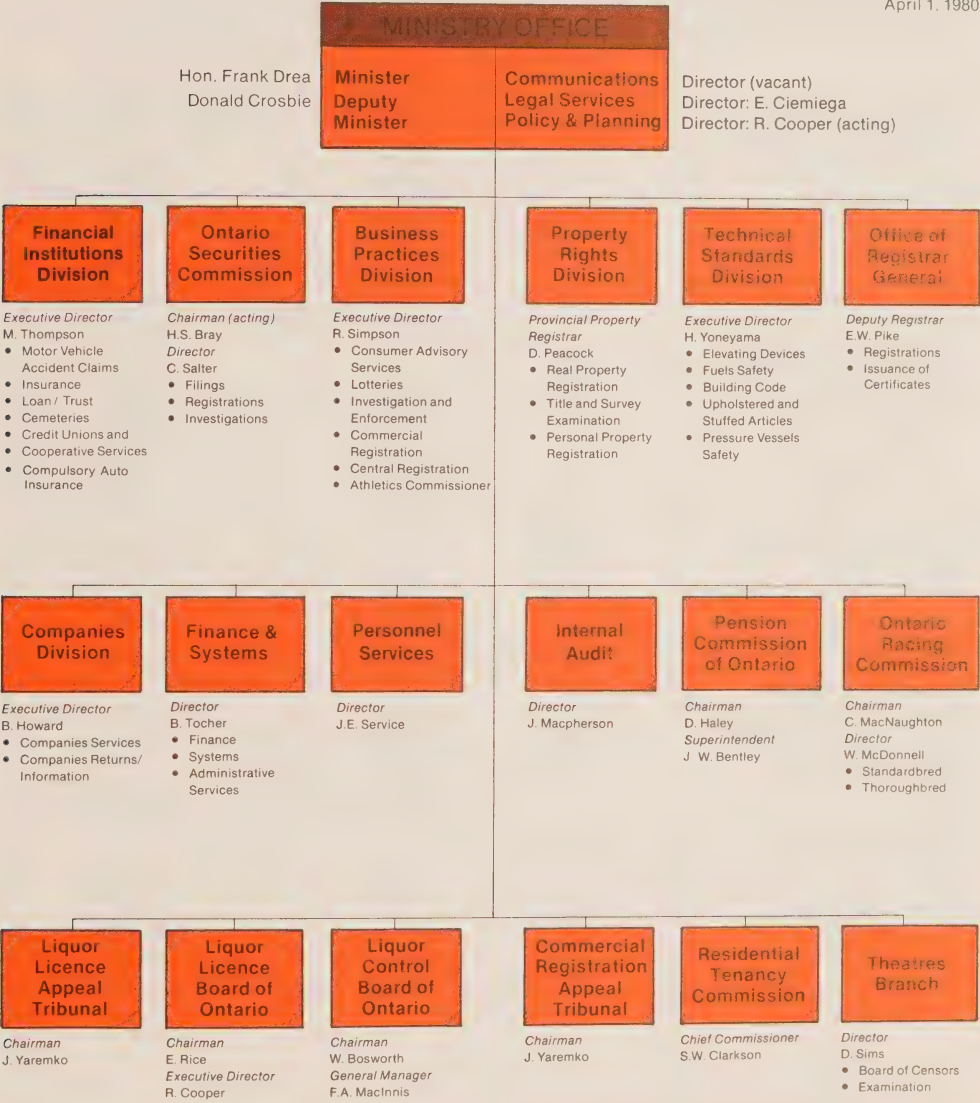 April 1, 1980
MINISTRY OFFICE
Hon. Frank Drea
Donald Crosbie
Minister
Deputy
Minister
Communications
Legal Services
Policy & Planning
Director (vacant)
Director: E. Ciemiega
Director: R. Cooper (acting)
Financial
Institutions
Division
Executive Director
M. Thompson
• Motor Vehicle
Accident Claims
• Insurance
• Loan / Trust
• Cemeteries
• Credit Unions and
• Cooperative Services
• Compulsory Auto
Insurance
Ontario
Securities
Commission
Chairman (acting)
H.S. Bray
Director
C. Salter
• Filings
• Registrations
• Investigations
Business
Practices
Division
Executive Director
R. Simpson
• Consumer Advisory
Services
• Lotteries
• Investigation and
Enforcement
• Commercial
Registration
• Central Registration
• Athletics Commissioner
Property
Rights
Division
Provincial Property
Registrar
D. Peacock
• Real Property
Registration
• Title and Survey
Examination
• Personal Property
Registration
Technical
Standards
Division
Executive Director
H. Yoneyama
• Elevating Devices
• Fuels Safety
• Building Code
• Upholstered and
Stuffed Articles
• Pressure Vessels
Safety
Office of
Registrar
General
Deputy Registrar
E.W. Pike
• Registrations
• Issuance of
Certificates
Companies
Division
Executive Director
B. Howard
• Companies Services
• Companies Returns/
Information
Finance &
Systems
Director
B. Tocher
• Finance
• Systems
• Administrative
Services
Personnel
Services
Director
J.E. Service
Internal
Audit
Director
J. Macpherson
Pension
Commission
of Ontario
Chairman
D. Haley
Superintendent
J W. Bentley
Ontario
Racing
Commission
Chairman
C. MacNaughton
Director
W. McDonnell
• Standardbred
• Thoroughbred
Liquor
Licence
Appeal
Tribunal
Chairman
J. Yaremko
Liquor
Licence
Board of
Ontario
Chairman
E. Rice
Executive Director
R. Cooper
Liquor
Control
Board of
Ontario
Chairman
W. Bosworth
General Manager
F.A. MacInnis
Commercial
Registration
Appeal
Tribunal
Chairman
J. Yaremko
Residential
Tenancy
Commission
Chief Commissioner
S.W. Clarkson
Theatres
Branch
Director
D. Sims
• Board of Censors
• Examination